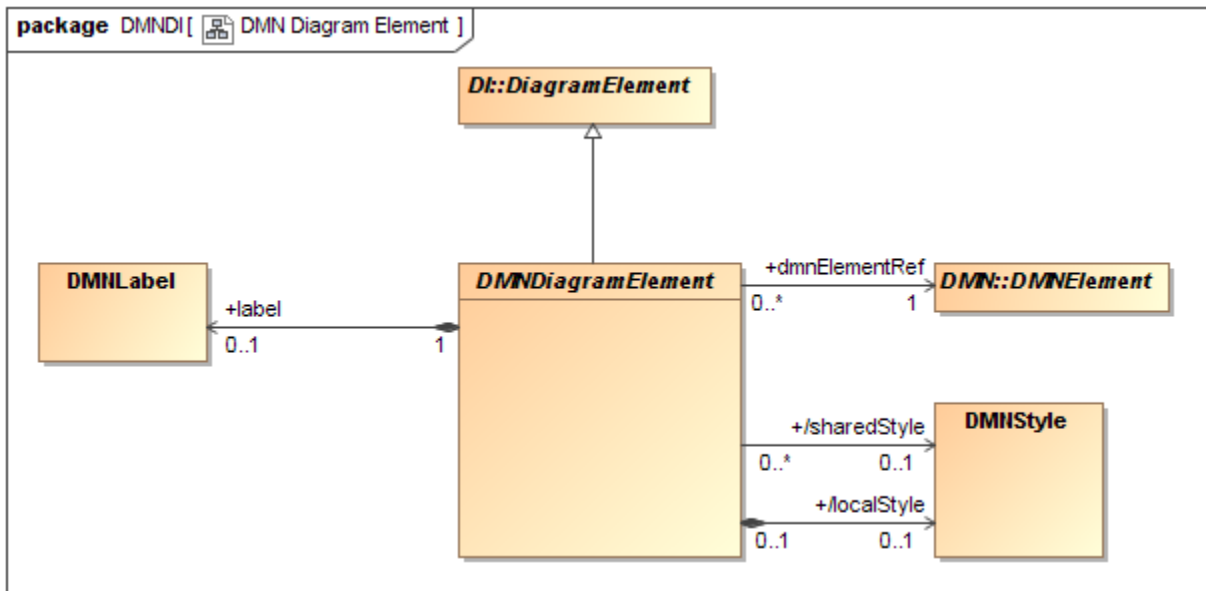 package DMNDI[ DMN Diagram Element ]
DI::DiagramElement
DMNLabel
+label
0..1
1
DMNDiagramElement
+dmnElementRef
0..*
1
DMN::DMNElement
+/sharedStyle
0..*
0..1
DMNStyle
+/localStyle
0..1
0..1